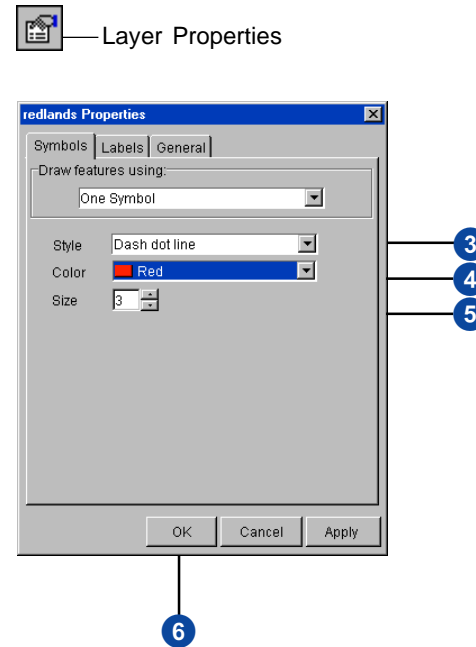 Layer Properties
redlands Properties
Symbols Labels General
Draw features using:
One Symbol
Style Dash dot line 3
Color Red 4
Size 3 5
OK Cancel Apply
6